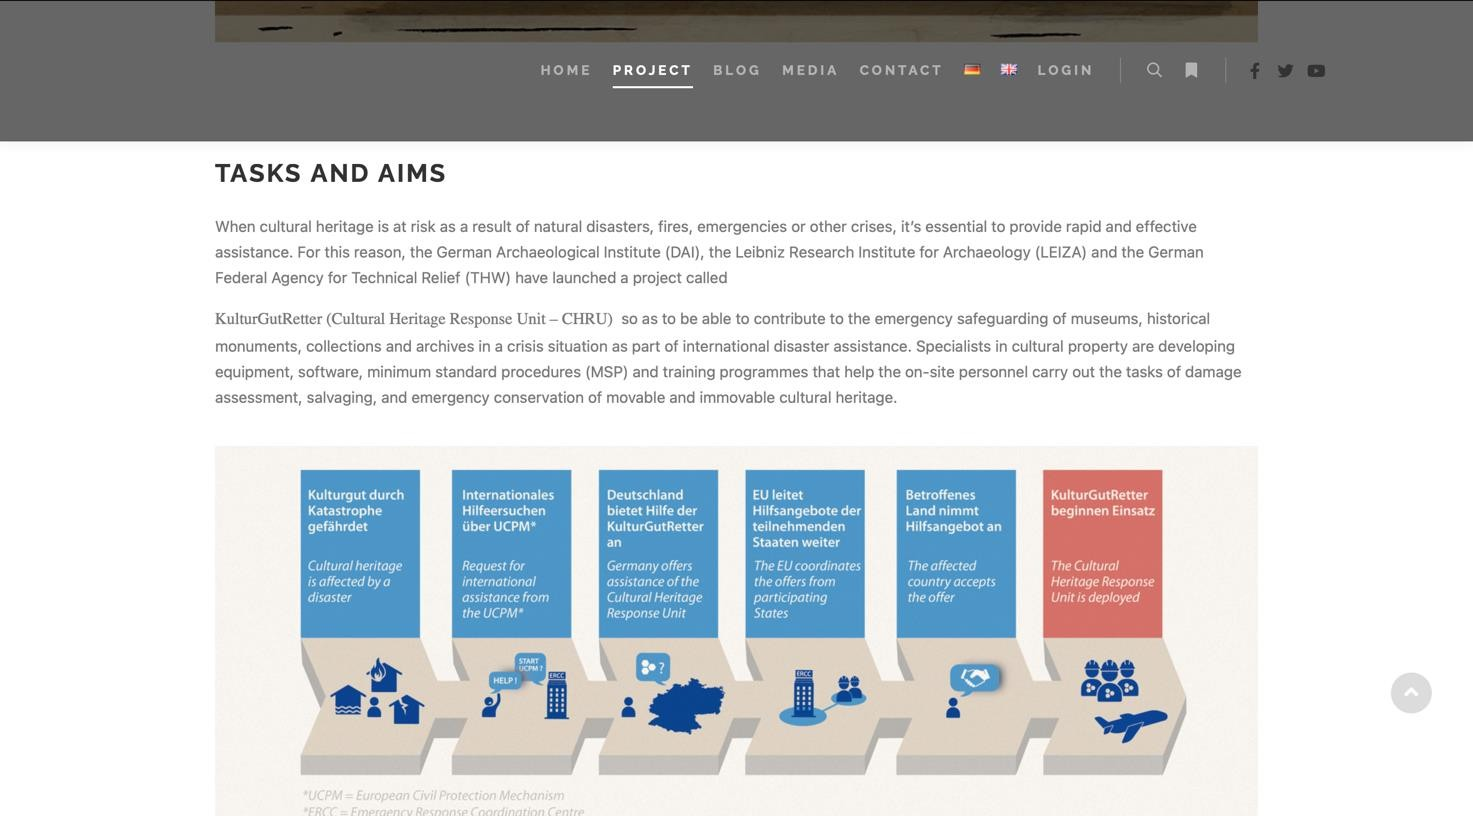 HOME PROJECT BLOG MEDIA CONTACT LOGIN
TASKS AND AIMS
When cultural heritage is at risk as a result of natural disasters, fires, emergencies or other crises, it’s essential to provide rapid and effective
assistance. For this reason, the German Archaeological Institute (DAI), the Leibniz Research Institute for Archaeology (LEIZA) and the German
Federal Agency for Technical Relief (THW) have launched a project called
KulturGutRetter (Cultural Heritage Response Unit – CHRU) so as to be able to contribute to the emergency safeguarding of museums, historical
monuments, collections and archives in a crisis situation as part of international disaster assistance. Specialists in cultural property are developing
equipment, software, minimum standard procedures (MSP) and training programmes that help the on-site personnel carry out the tasks of damage
assessment, salvaging, and emergency conservation of movable and immovable cultural heritage.
Kulturgut durch
Katastrophe
gefährdet
Cultural heritage
is affected by a
disaster
Internationales
Hilfeersuchen
über UCPM*
Request for
international
assistance from
the UCPM*
Deutschland
bietet Hilfe der
KulturGutRetter
an
Germany offers
assistance of the
Cultural Heritage
Response Unit
EU leitet
Hilfsangebote der
teilnehmenden
Staaten weiter
The EU coordinates
the offers from
participating
States
Betroffenes
Land nimmt
Hilfsangebot an
The affected
country accepts
the offer
KulturGutRetter
beginnen Einsatz
The Cultural
Heritage Response
Unit is deployed
HELP !
START
UCPM ?
ERCC
?
ERCC
*UCPM = European Civil Protection Mechanism
*ERCC = Emergency Response Coordination Centre